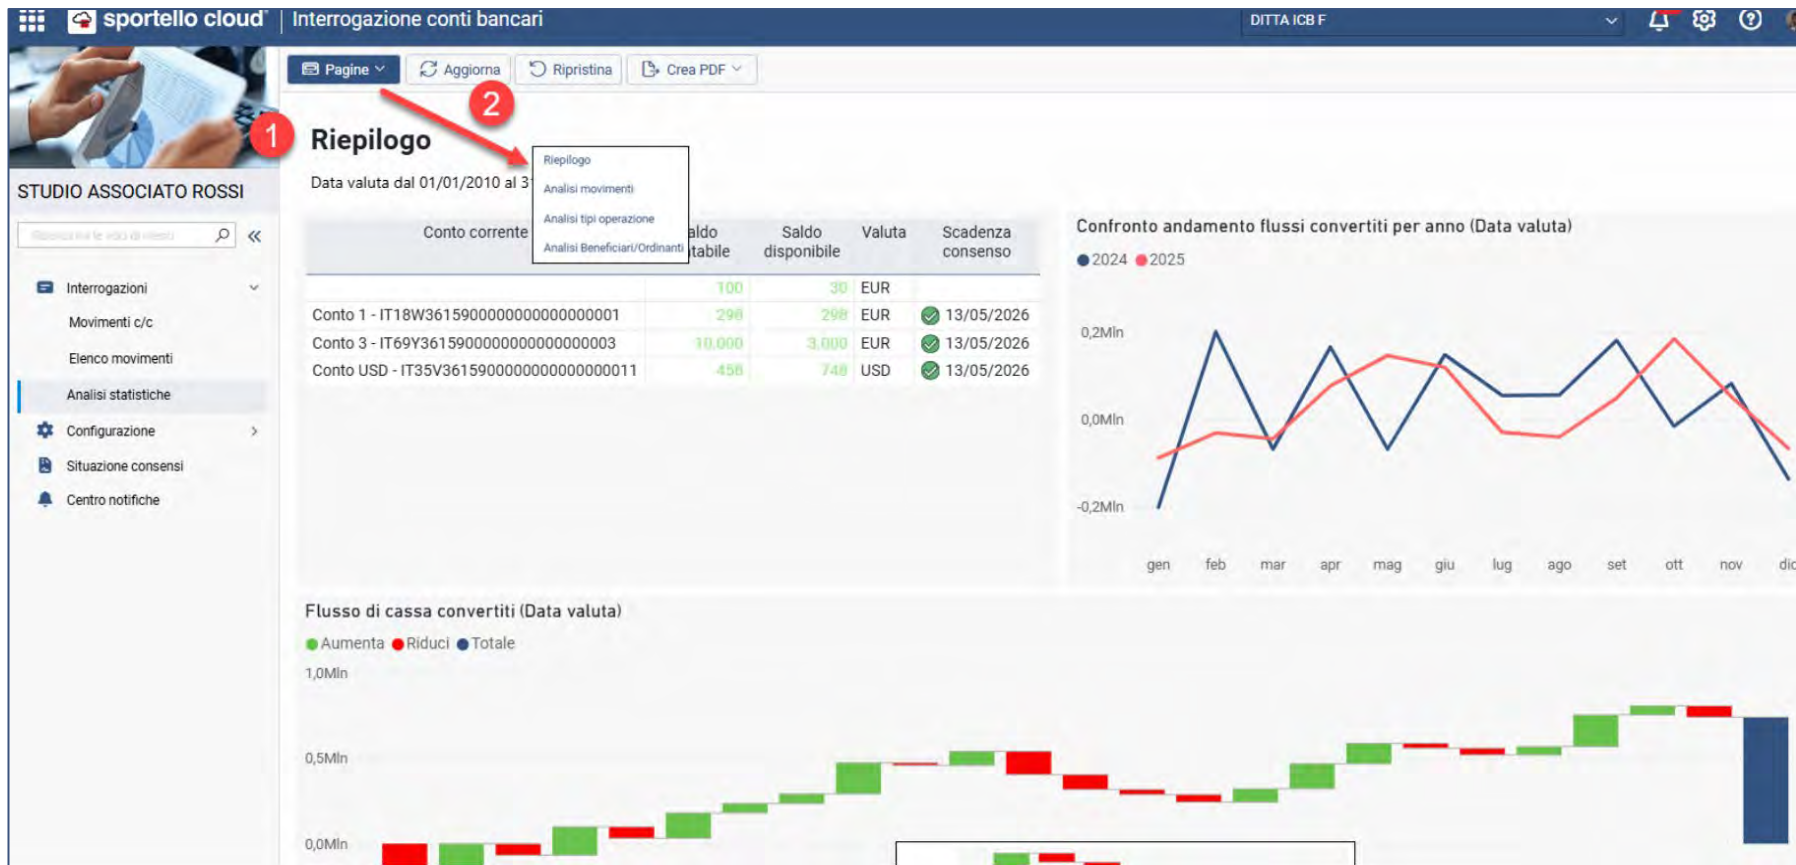 sportello cloud
Interrogazione conti bancari
DITTA ICB F
Pagine
Aggiorna
Ripristina
Crea PDF
1
2
STUDIO ASSOCIATO ROSSI
Interrogazioni
Movimenti c/c
Elenco movimenti
Analisi statistiche
Configurazione
Situazione consensi
Centro notifiche
Riepilogo
Data valuta dal 01/01/2010 al 3
Riepilogo
Analisi movimenti
Analisi tipi operazione
Analisi Beneficiari/Ordinanti
Conto corrente aldo tabile Saldo disponibile Valuta Scadenza consenso
100 30 EUR
Conto 1 - IT18W3615900000000000000001 298 298 EUR 13/05/2026
Conto 3 - IT69Y3615900000000000000003 10.000 3.000 EUR 13/05/2026
Conto USD - IT35V3615900000000000000011 456 748 USD 13/05/2026
Confronto andamento flussi convertiti per anno (Data valuta)
2024 2025
0,2Mln
0,0Mln
-0,2Mln
gen feb mar apr mag giu lug ago set ott nov dic
Flusso di cassa convertiti (Data valuta)
Aumenta Riduci Totale
1,0Mln
0,5Mln
0,0Mln